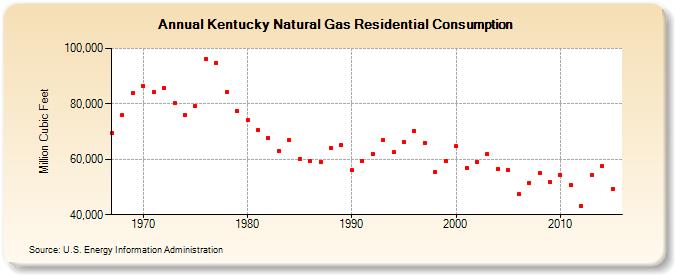 Annual Kentucky Natural Gas Residential Consumption
Million Cubic Feet
100,000
80,000
60,000
40,000
1970 1980 1990 2000 2010
Source: U.S. Energy Information Administration